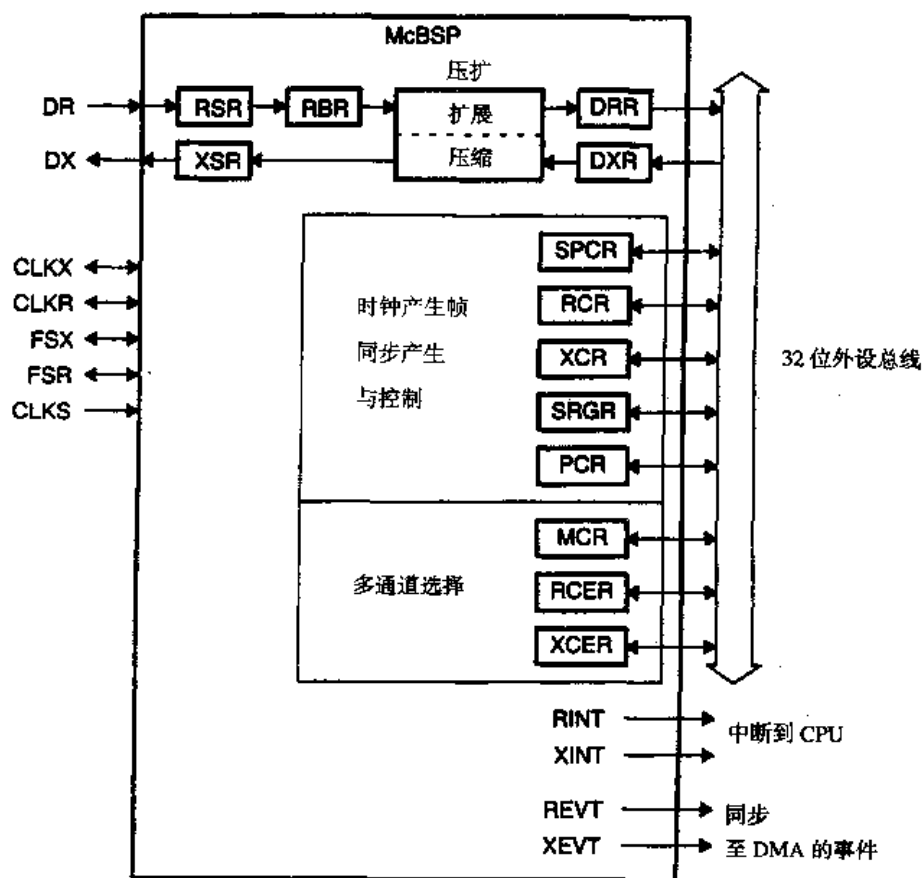 McBSP
压扩
DR
RSR
RBR
扩展
DRR
DX
XSR
压缩
DXR
SPCR
CLKX
CLKR
时钟产生帧
RCR
FSX
同步产生
XCR
32 位外设总线
FSR
与控制
CLKS
SRGR
PCR
MCR
多通道选择
RCER
XCER
RINT
中断到 CPU
XINT
REVT
同步
XEVT
至 DMA 的事件